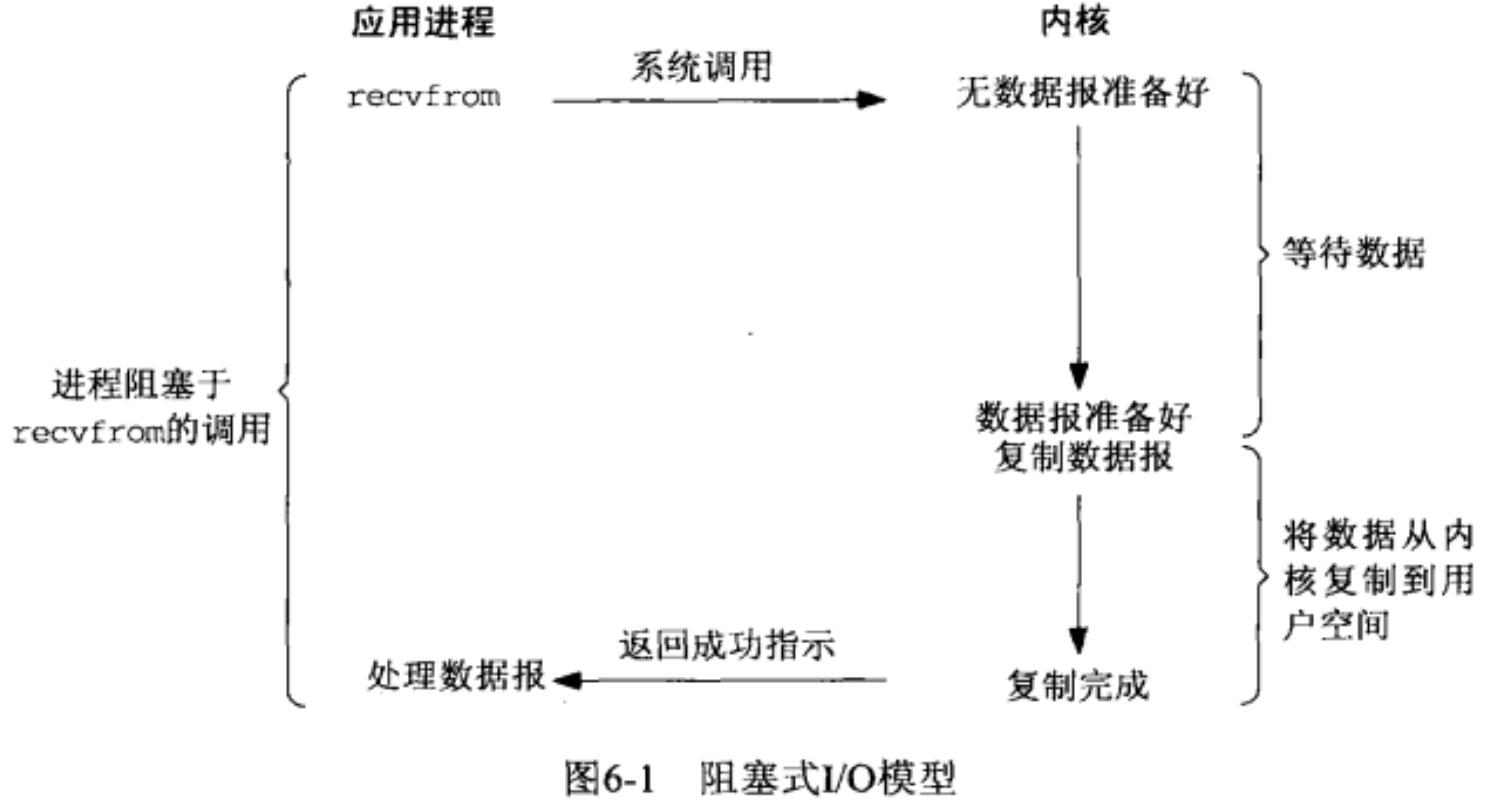 应用进程
内核
系统调用
recvfrom
无数据报准备好
等待数据
进程阻塞于
recvfrom的调用
数据报准备好
复制数据报
将数据从内
核复制到用
户空间
返回成功指示
处理数据报
复制完成
图6-1 阻塞式I/O模型